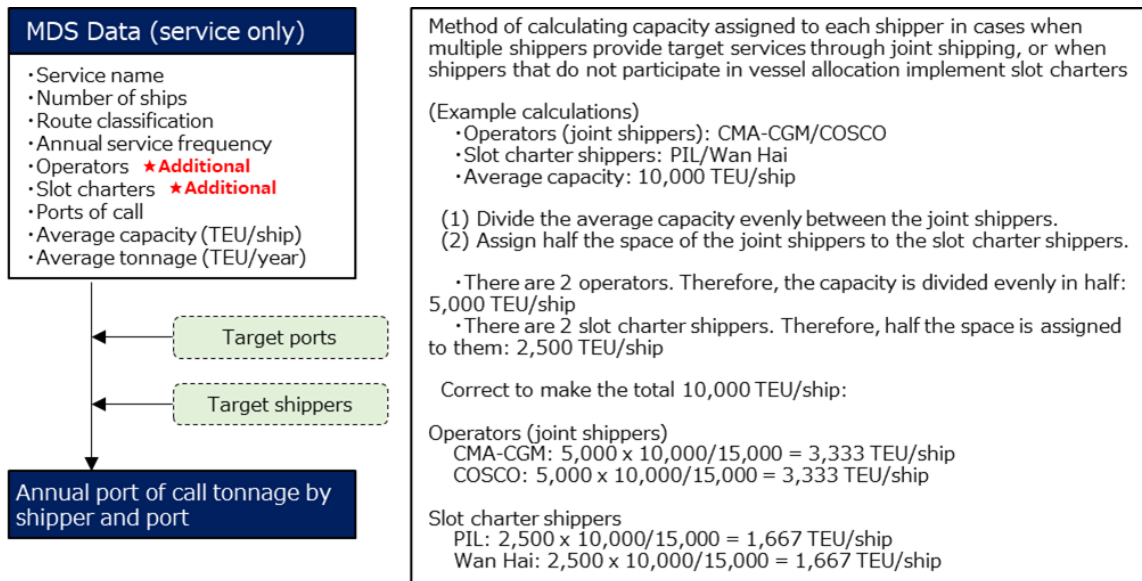 MDS Data (service only)
・Service name
・Number of ships
・Route classification
・Annual service frequency
・Operators ★Additional
・Slot charters ★Additional
・Ports of call
・Average capacity (TEU/ship)
・Average tonnage (TEU/year)
Target ports
Target shippers
Annual port of call tonnage by
shipper and port
Method of calculating capacity assigned to each shipper in cases when
multiple shippers provide target services through joint shipping, or when
shippers that do not participate in vessel allocation implement slot charters
(Example calculations)
・Operators (joint shippers): CMA-CGM/COSCO
・Slot charter shippers: PIL/Wan Hai
・Average capacity: 10,000 TEU/ship
(1) Divide the average capacity evenly between the joint shippers.
(2) Assign half the space of the joint shippers to the slot charter shippers.
・There are 2 operators. Therefore, the capacity is divided evenly in half:
5,000 TEU/ship
・There are 2 slot charter shippers. Therefore, half the space is assigned
to them: 2,500 TEU/ship
Correct to make the total 10,000 TEU/ship:
Operators (joint shippers)
CMA-CGM: 5,000 x 10,000/15,000 = 3,333 TEU/ship
COSCO: 5,000 x 10,000/15,000 = 3,333 TEU/ship
Slot charter shippers
PIL: 2,500 x 10,000/15,000 = 1,667 TEU/ship
Wan Hai: 2,500 x 10,000/15,000 = 1,667 TEU/ship